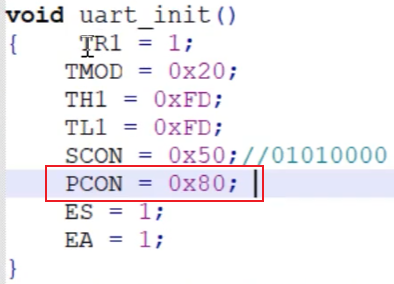 void uart_init()
{ TR1 = 1;
TMOD = 0x20;
TH1 = 0xFD;
TL1 = 0xFD;
SCON = 0x50;//01010000
PCON = 0x80;
ES = 1;
EA = 1;
}